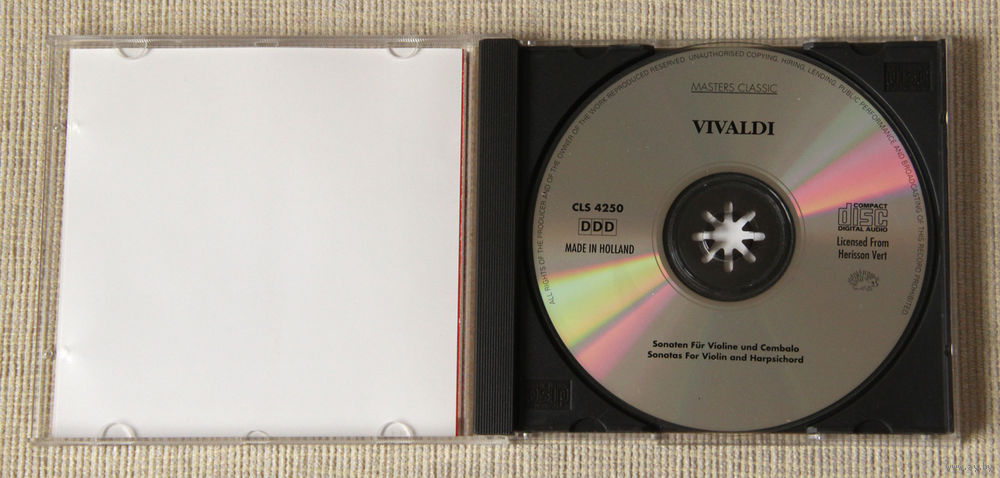 ALL RIGHTS OF THE PRODUCER AND OF THE OWNER OF THE WORK REPRODUCED RESERVED. UNAUTHORISED COPYING, HIRING, LENDING, PUBLIC PERFORMANCE AND BROADCASTING OF THIS RECORD PROHIBITED.
MASTERS CLASSIC
VIVALDI
CLS 4250
DDD
MADE IN HOLLAND
COMPACT
disc
DIGITAL AUDIO
Licensed From
Herisson Vert
Sonaten Für Violine und Cembalo
Sonatas For Violin and Harpsichord